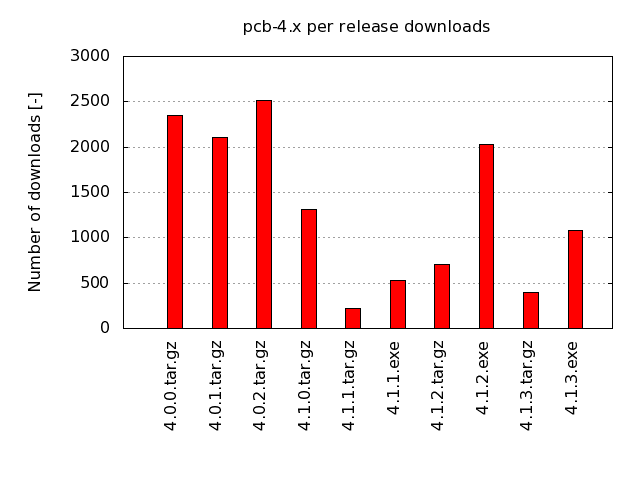 pcb-4.x per release downloads
Number of downloads [-]
3000
2500
2000
1500
1000
500
0
4.0.0.tar.gz
4.0.1.tar.gz
4.0.2.tar.gz
4.1.0.tar.gz
4.1.1.tar.gz
4.1.1.exe
4.1.2.tar.gz
4.1.2.exe
4.1.3.tar.gz
4.1.3.exe